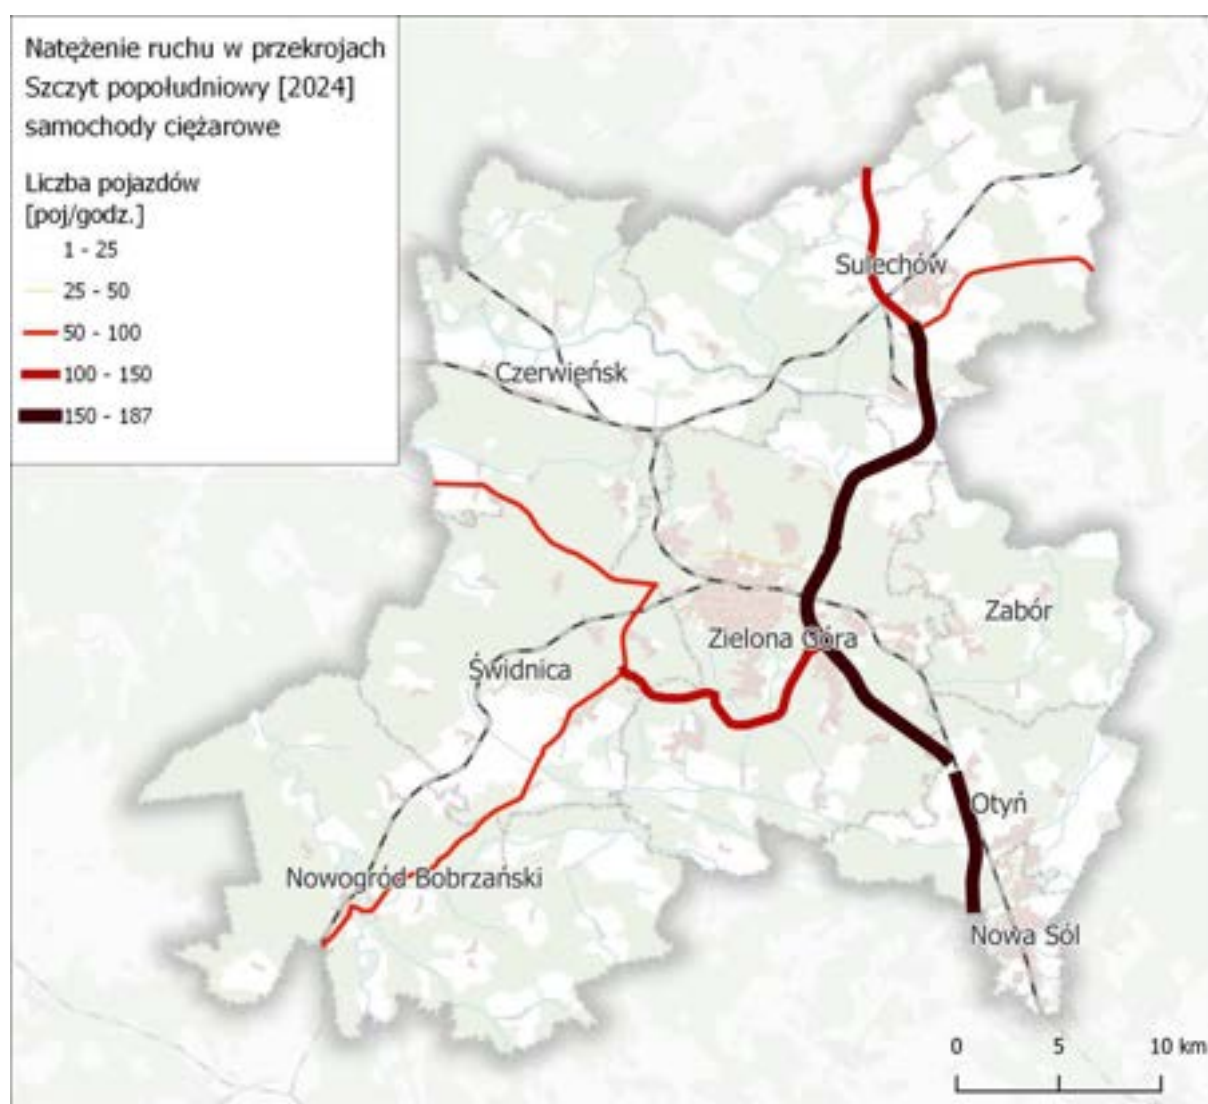 Natężenie ruchu w przekrojach
Szczyt popołudniowy [2024]
samochody ciężarowe
Liczba pojazdów
[poj/godz.]
1 - 25
25 - 50
50 - 100
100 - 150
150 - 187
Sulechów
Czerwieńsk
Zabór
Zielona Góra
Świdnica
Otyń
Nowogród Bobrzański
Nowa Sól
0 5 10 km